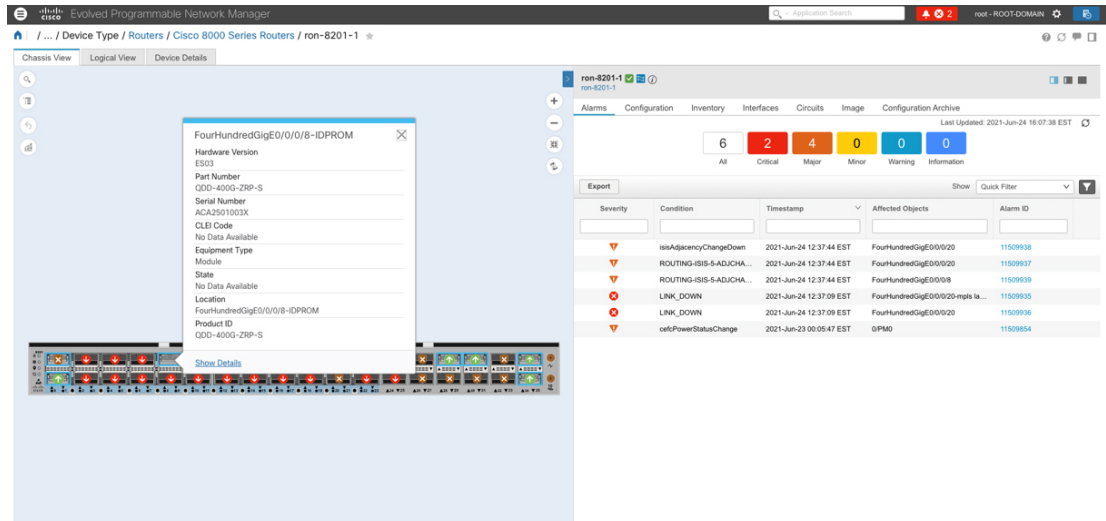 cisco Evolved Programmable Network Manager
Application Search
2
root - ROOT-DOMAIN
/ ... / Device Type / Routers / Cisco 8000 Series Routers / ron-8201-1
Chassis View Logical View Device Details
FourHundredGigE0/0/0/8-IDPROM
Hardware Version
ES03
Part Number
QDD-400G-ZRP-S
Serial Number
ACA2501003X
CLEI Code
No Data Available
Equipment Type
Module
State
No Data Available
Location
FourHundredGigE0/0/0/8-IDPROM
Product ID
QDD-400G-ZRP-S
Show Details
ron-8201-1
ron-8201-1
Alarms Configuration Inventory Interfaces Circuits Image Configuration Archive
Last Updated: 2021-Jun-24 16:07:38 EST
6 2 4 0 0 0
All Critical Major Minor Warning Information
Export Show Quick Filter
Severity Condition Timestamp Affected Objects Alarm ID
isisAdjacencyChangeDown 2021-Jun-24 12:37:44 EST FourHundredGigE0/0/0/20 11509938
ROUTING-ISIS-5-ADJCHA... 2021-Jun-24 12:37:44 EST FourHundredGigE0/0/0/20 11509937
ROUTING-ISIS-5-ADJCHA... 2021-Jun-24 12:37:44 EST FourHundredGigE0/0/0/8 11509939
LINK_DOWN 2021-Jun-24 12:37:09 EST FourHundredGigE0/0/0/20-mpls la... 11509935
LINK_DOWN 2021-Jun-24 12:37:09 EST FourHundredGigE0/0/0/20 11509936
cefcPowerStatusChange 2021-Jun-23 00:05:47 EST 0/PM0 11509854